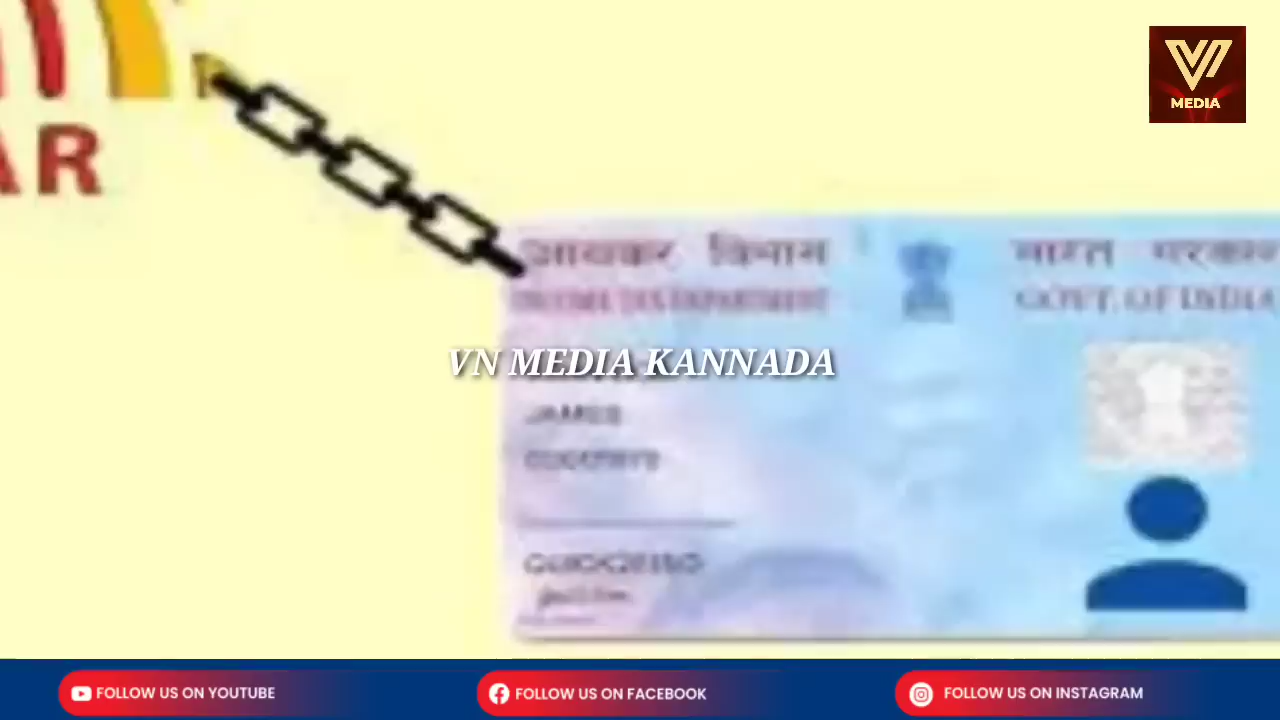 MEDIA
AR
आयकर विभाग
भारत सरकार
INCOME TAX DEPARTMENT
GOVT. OF INDIA
VN MEDIA KANNADA
JAMES
FOLLOW US ON YOUTUBE
FOLLOW US ON FACEBOOK
FOLLOW US ON INSTAGRAM